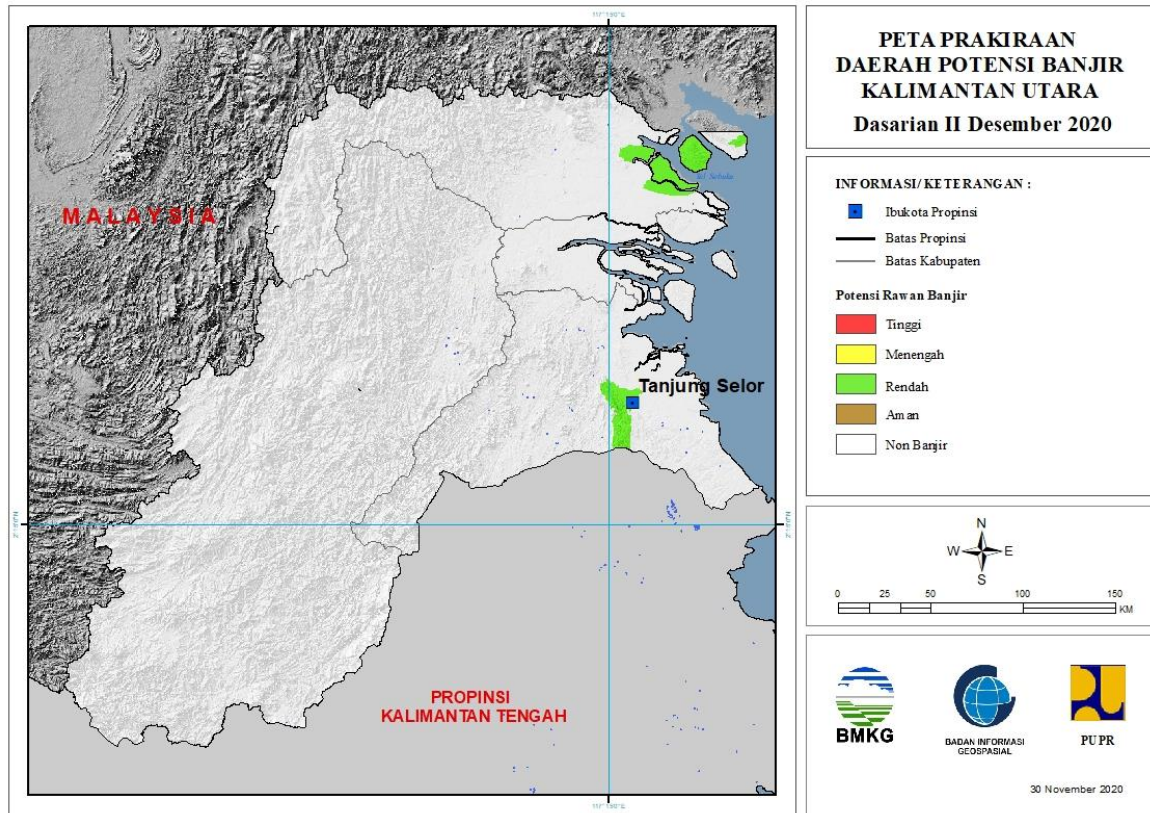 PETA PRAKIRAAN
DAERAH POTENSI BANJIR
KALIMANTAN UTARA
Dasarian II Desember 2020
INFORMASI/ KETERANGAN :
Ibukota Propinsi
Batas Propinsi
Batas Kabupaten
Potensi Rawan Banjir
Tinggi
Menengah
Rendah
Aman
Non Banjir
N
W E
S
0 25 50 100 150
KM
BMKG
BADAN INFORMASI
GEOSPASIAL
PUPR
30 November 2020
MALAYSIA
Tanjung Selor
PROPINSI
KALIMANTAN TENGAH